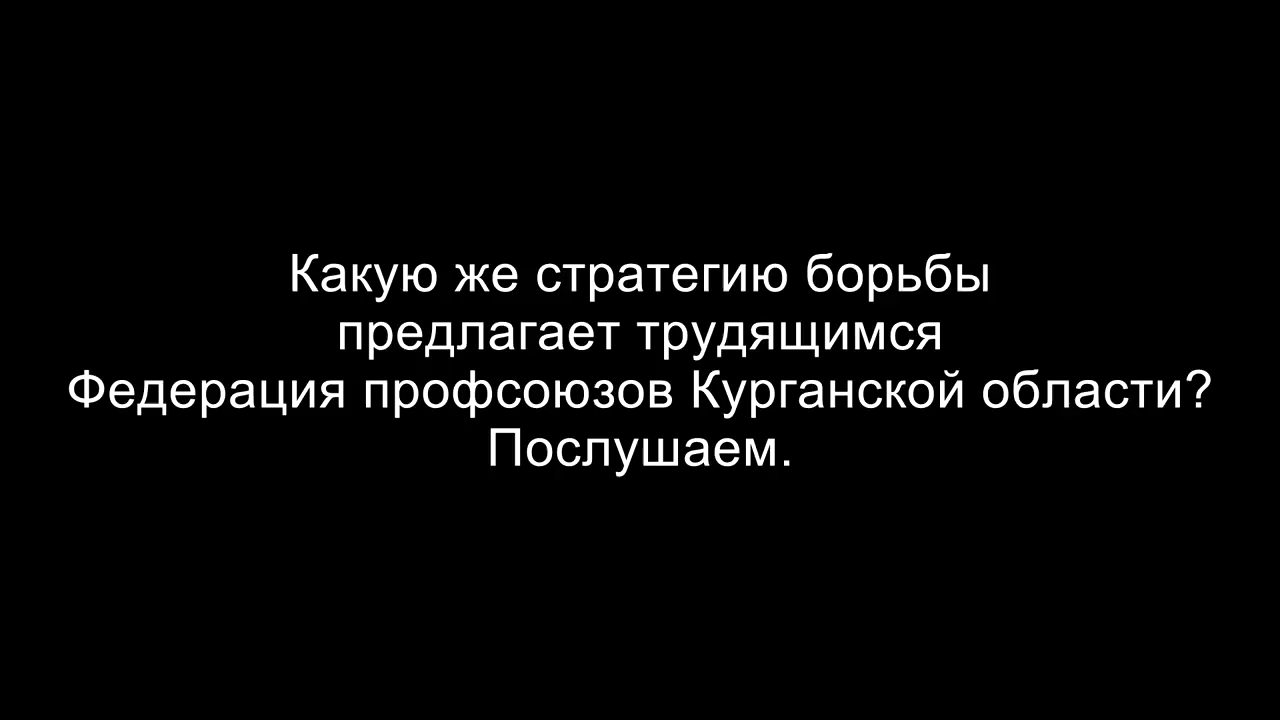 Какую же стратегию борьбы
предлагает трудящимся
Федерация профсоюзов Курганской области?
Послушаем.